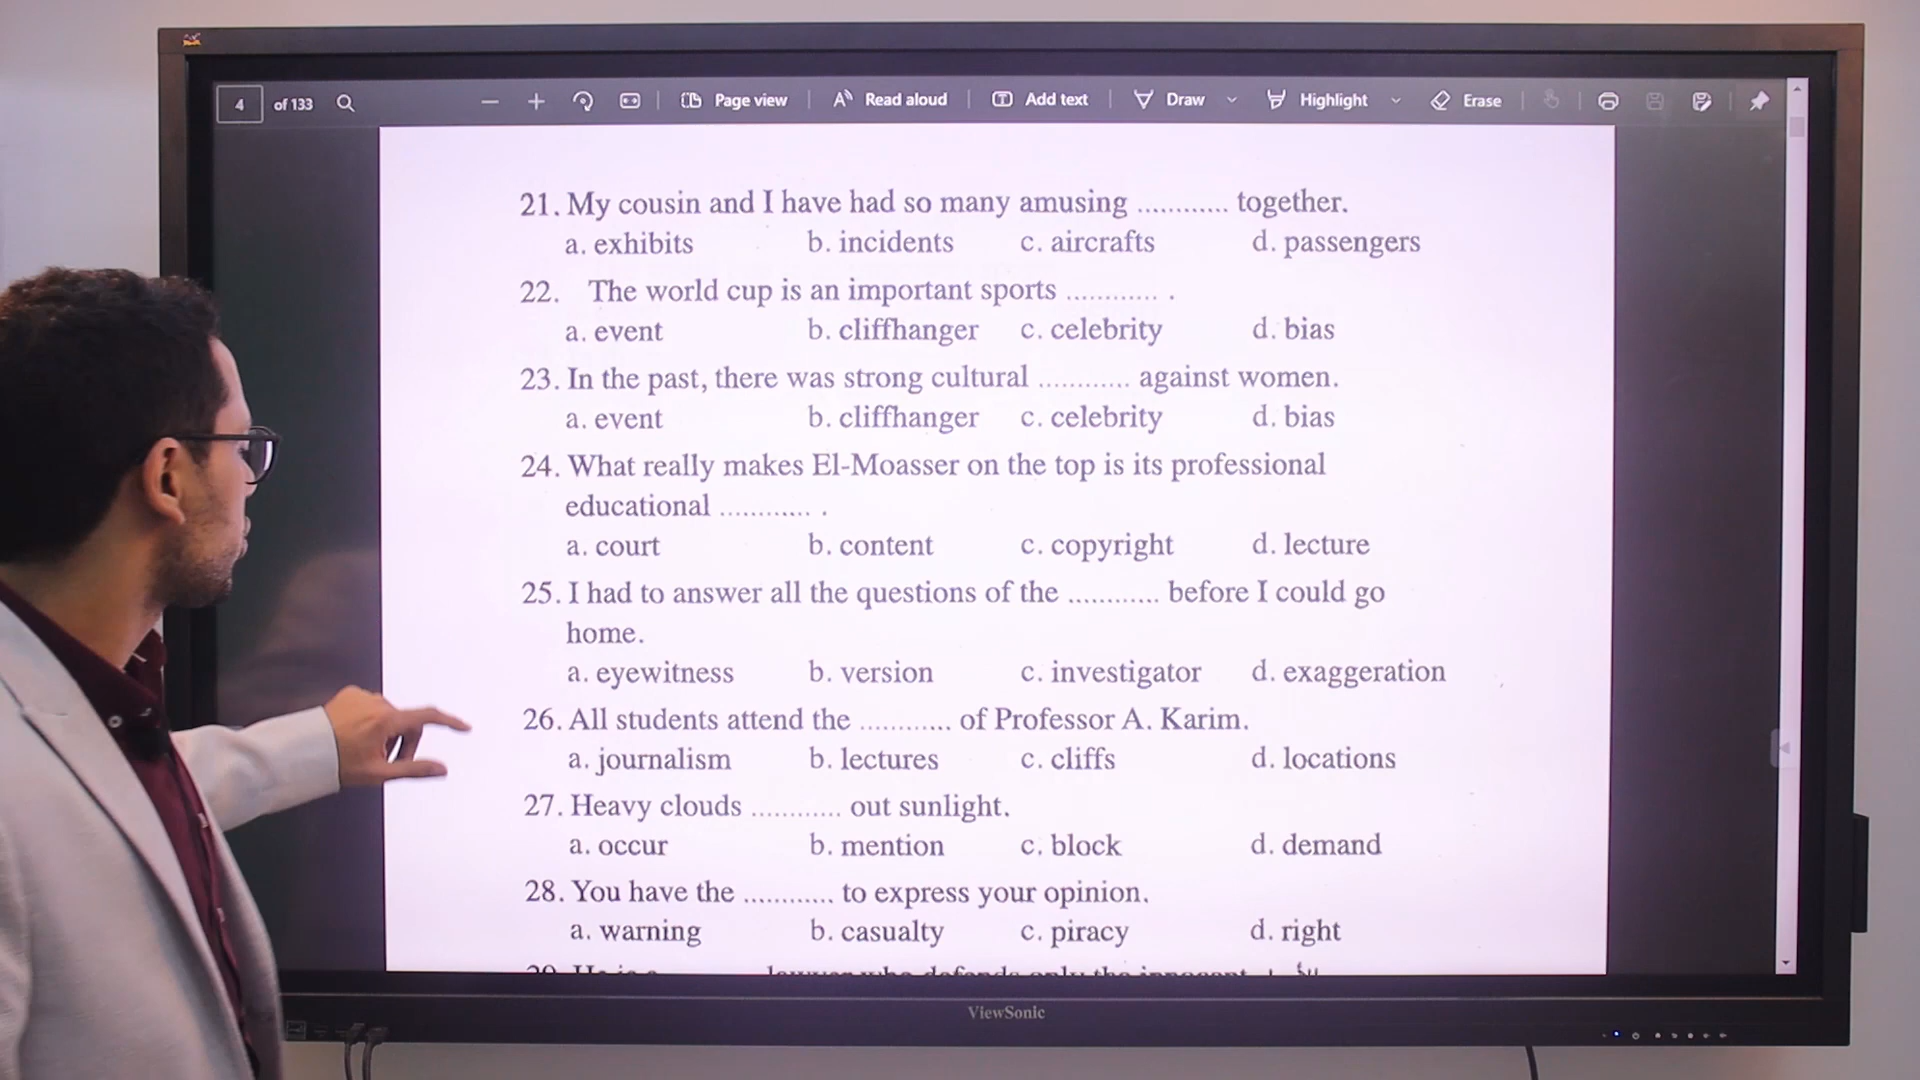 4 of 133 Page view Read aloud Add text Draw Highlight Erase
21. My cousin and I have had so many amusing ............ together.
a. exhibits b. incidents c. aircrafts d. passengers
22. The world cup is an important sports ............ .
a. event b. cliffhanger c. celebrity d. bias
23. In the past, there was strong cultural ............ against women.
a. event b. cliffhanger c. celebrity d. bias
24. What really makes El-Moasser on the top is its professional
educational ............ .
a. court b. content c. copyright d. lecture
25. I had to answer all the questions of the ............ before I could go
home.
a. eyewitness b. version c. investigator d. exaggeration
26. All students attend the ............ of Professor A. Karim.
a. journalism b. lectures c. cliffs d. locations
27. Heavy clouds ............ out sunlight.
a. occur b. mention c. block d. demand
28. You have the ............ to express your opinion.
a. warning b. casualty c. piracy d. right
lawyer who defends only the innocent
ViewSonic